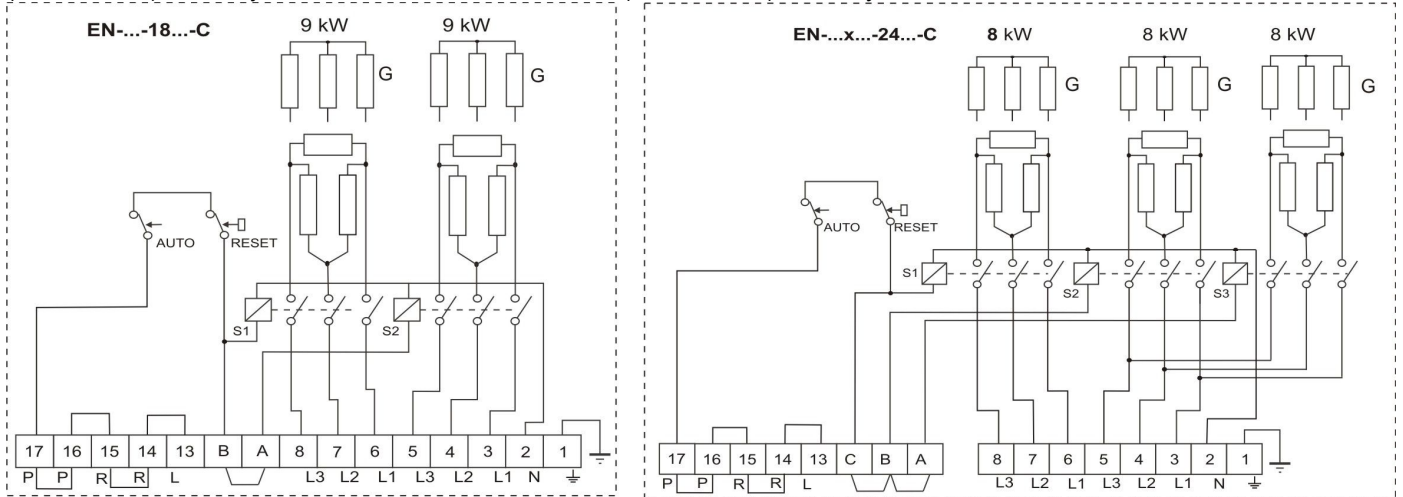 EN-...-18...-C
9 kW
9 kW
G
G
AUTO
RESET
S1
S2
17 16 15 14 13 B A 8 7 6 5 4 3 2 1
P P R R L L3 L2 L1 L3 L2 L1 N
EN-...x...-24...-C
8 kW
8 kW
8 kW
G
G
G
AUTO
RESET
S1
S2
S3
17 16 15 14 13 C B A 8 7 6 5 4 3 2 1
P P R R L L3 L2 L1 L3 L2 L1 N